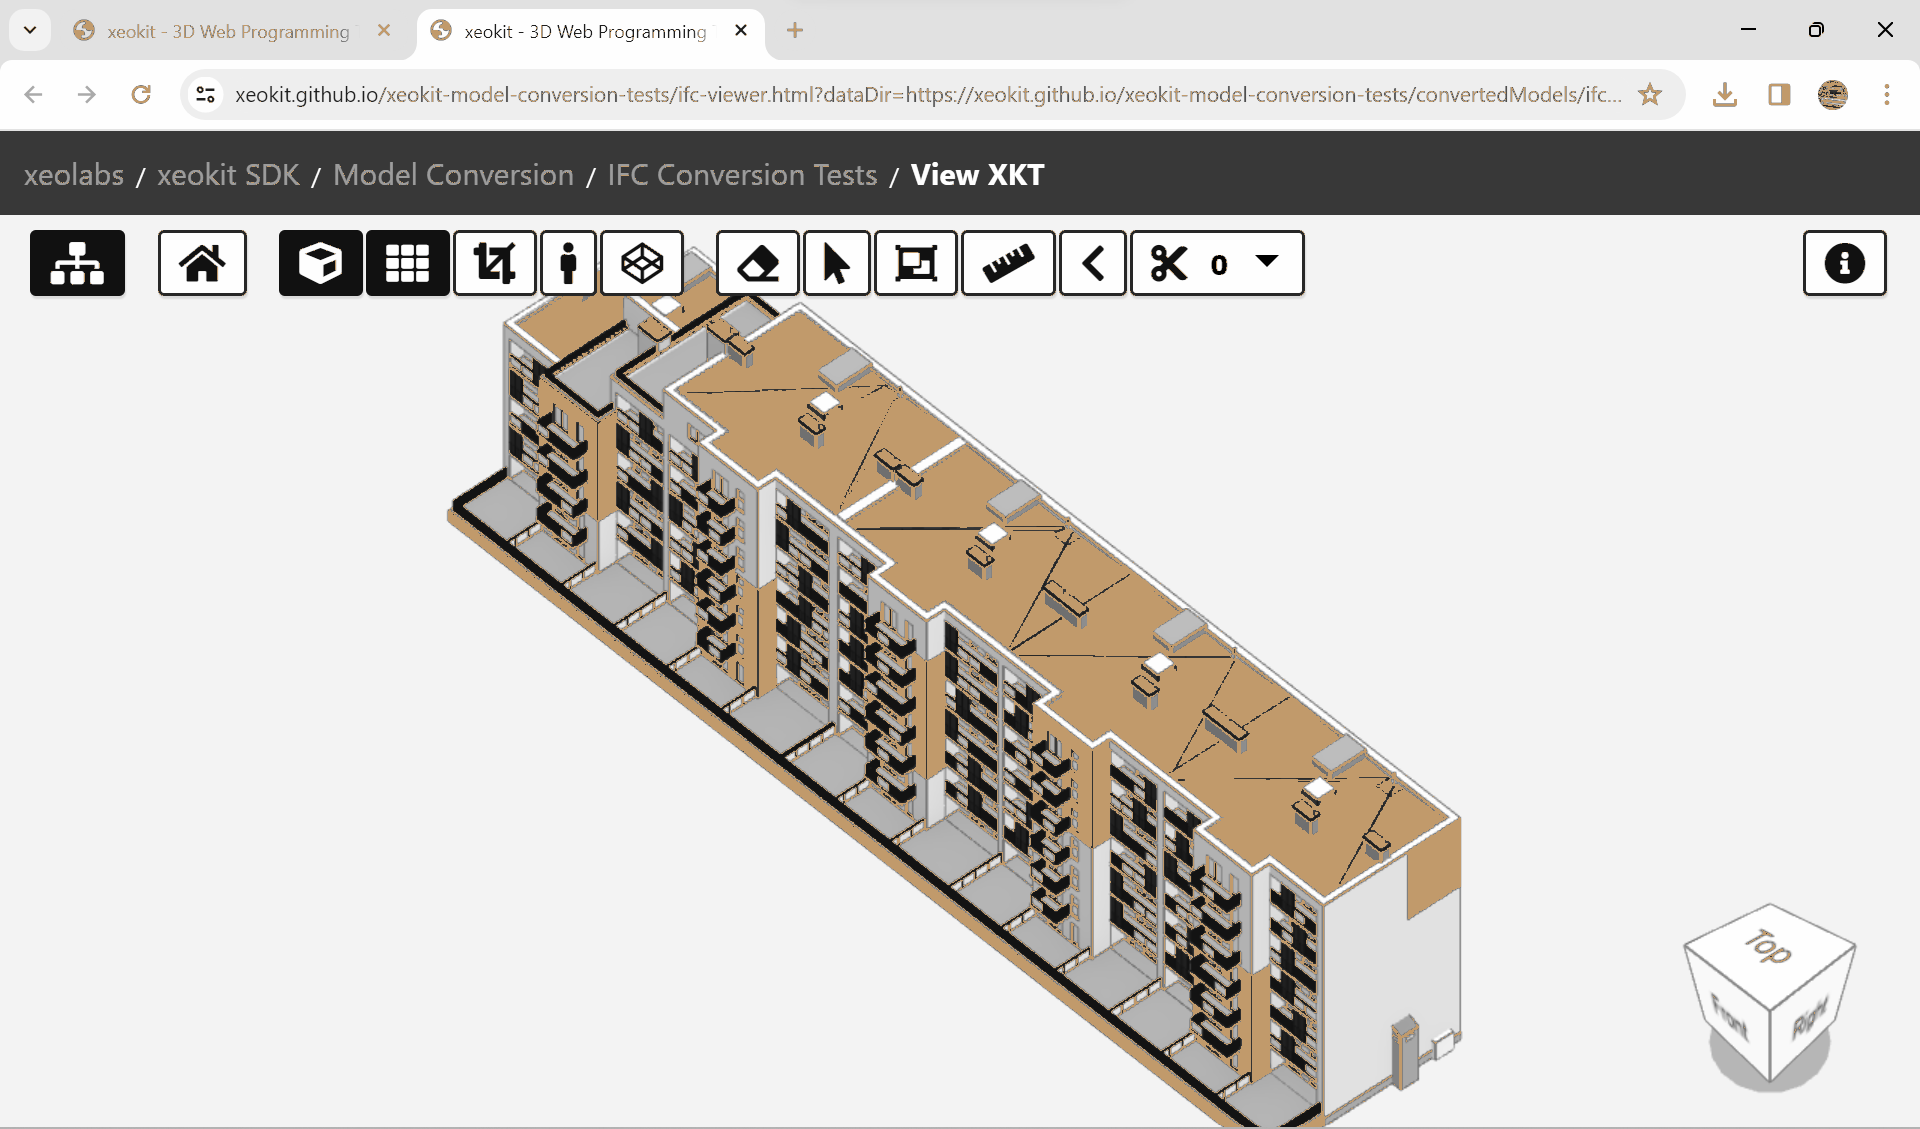 xeokit - 3D Web Programming
xeokit - 3D Web Programming
xeokit.github.io/xeokit-model-conversion-tests/ifc-viewer.html?dataDir=https://xeokit.github.io/xeokit-model-conversion-tests/convertedModels/ifc...
xeolabs / xeokit SDK / Model Conversion / IFC Conversion Tests / View XKT
0
Top
Front
Right